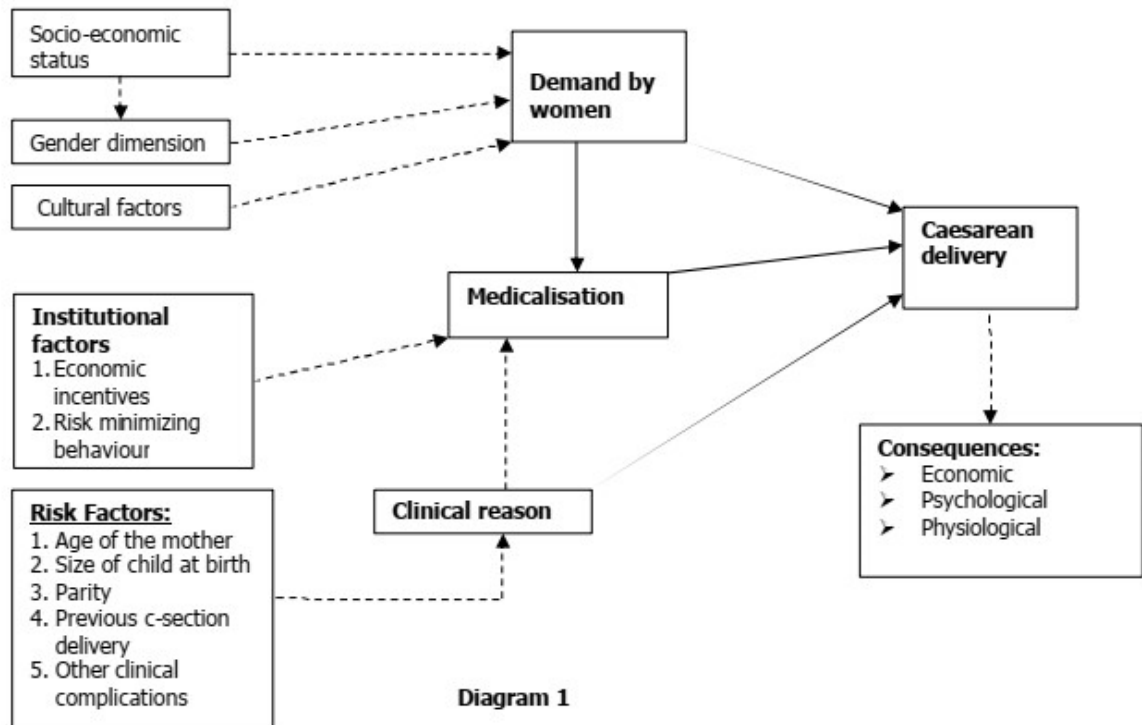 Socio-economic
status
Demand by
women
Gender dimension
Cultural factors
Caesarean
delivery
Medicalisation
Institutional
factors
1. Economic
incentives
2. Risk minimizing
behaviour
Consequences:
➢ Economic
➢ Psychological
➢ Physiological
Clinical reason
Risk Factors:
1. Age of the mother
2. Size of child at birth
3. Parity
4. Previous c-section
delivery
5. Other clinical
complications
Diagram 1